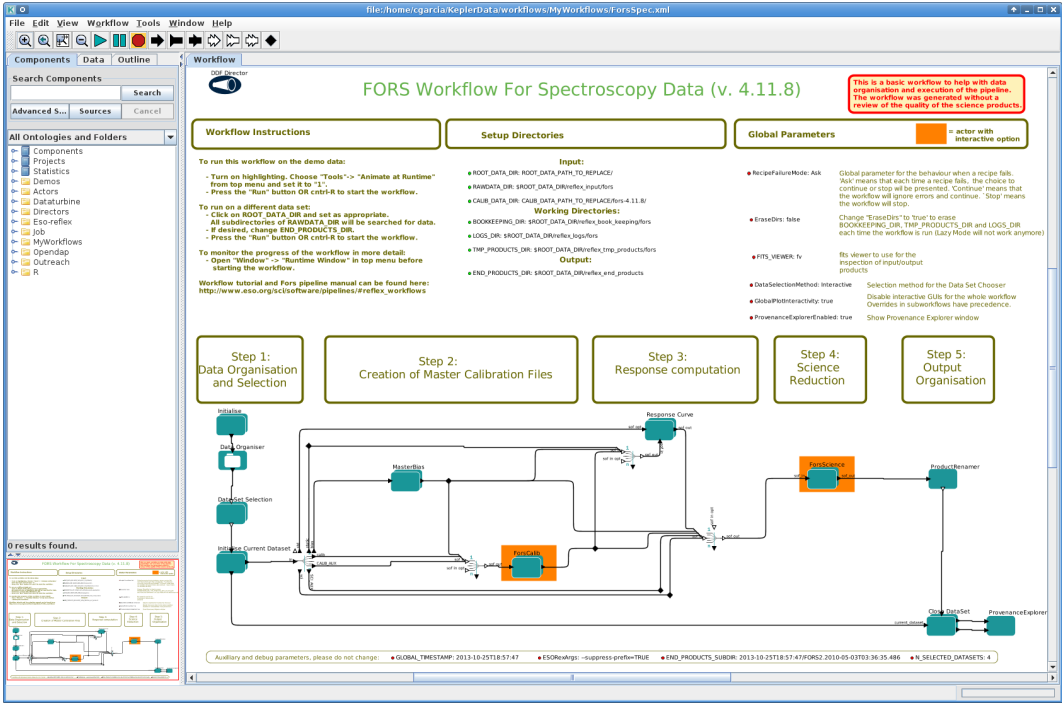 file:/home/cgarcia/KeplerData/workflows/MyWorkflows/ForsSpec.xml
File Edit View Workflow Tools Window Help
Components Data Outline
Workflow
Search Components
Search
Advanced S... Sources Cancel
All Ontologies and Folders
Components
Projects
Statistics
Demos
Actors
Dataturbine
Directors
Eso-reflex
Job
MyWorkflows
Opendap
Outreach
R
0 results found.
DDF Director
FORS Workflow For Spectroscopy Data (v. 4.11.8)
This is a basic workflow to help with data
organisation and execution of the pipeline.
The workflow was generated without a
review of the quality of the science products.
Workflow Instructions
Setup Directories
Global Parameters
= actor with
interactive option
To run this workflow on the demo data:
- Turn on highlighting. Choose "Tools"-> "Animate at Runtime"
from top menu and set it to "1".
- Press the "Run" button OR cntrl-R to start the workflow.
To run on a different data set:
- Click on ROOT_DATA_DIR and set as appropriate.
All subdirectories of RAWDATA_DIR will be searched for data.
- If desired, change END_PRODUCTS_DIR.
- Press the "Run" button OR cntrl-R to start the workflow.
To monitor the progress of the workflow in more detail:
- Open "Window" -> "Runtime Window" in top menu before
starting the workflow.
Workflow tutorial and Fors pipeline manual can be found here:
http://www.eso.org/sci/software/pipelines/#reflex_workflows
Input:
ROOT_DATA_DIR: ROOT_DATA_PATH_TO_REPLACE/
RAWDATA_DIR: $ROOT_DATA_DIR/reflex_input/fors
CALIB_DATA_DIR: CALIB_DATA_PATH_TO_REPLACE/fors-4.11.8/
Working Directories:
BOOKKEEPING_DIR: $ROOT_DATA_DIR/reflex_book_keeping/fors
LOGS_DIR: $ROOT_DATA_DIR/reflex_logs/fors
TMP_PRODUCTS_DIR: $ROOT_DATA_DIR/reflex_tmp_products/fors
Output:
END_PRODUCTS_DIR: $ROOT_DATA_DIR/reflex_end_products
RecipeFailureMode: Ask
Global parameter for the behaviour when a recipe fails.
'Ask' means that each time a recipe fails, the choice to
continue or stop will be presented. 'Continue' means that
the workflow will ignore errors and continue. `Stop' means
the workflow will stop.
EraseDirs: false
Change "EraseDirs" to 'true' to erase
BOOKKEEPING_DIR, TMP_PRODUCTS_DIR and LOGS_DIR
each time the workflow is run (Lazy Mode will not work anymore)
FITS_VIEWER: fv
fits viewer to use for the
inspection of input/output
products
DataSelectionMethod: Interactive
Selection method for the Data Set Chooser
GlobalPlotInteractivity: true
Disable interactive GUIs for the whole workflow
Overrides in subworkflows have precedence.
ProvenanceExplorerEnabled: true
Show Provenance Explorer window
Step 1:
Data Organisation
and Selection
Step 2:
Creation of Master Calibration Files
Step 3:
Response computation
Step 4:
Science
Reduction
Step 5:
Output
Organisation
Initialise
Data Organiser
DataSet Selection
Initialise Current Dataset
MasterBias
ForsCalib
Response Curve
ForsScience
ProductRenamer
Close DataSet
ProvenanceExplorer
current_dataset
Auxiliary and debug parameters, please do not change:
GLOBAL_TIMESTAMP: 2013-10-25T18:57:47
ESORexArgs: --suppress-prefix=TRUE
END_PRODUCTS_SUBDIR: 2013-10-25T18:57:47/FORS2.2010-05-03T03:36:35.486
N_SELECTED_DATASETS: 4